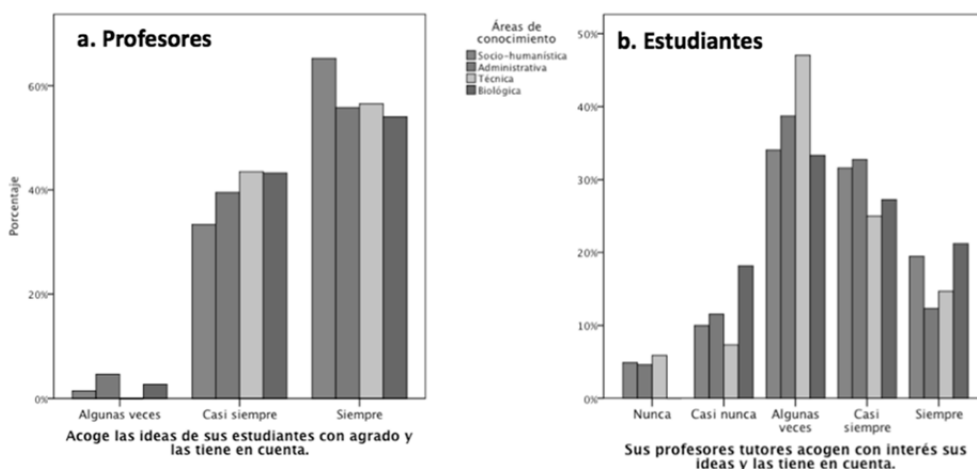 a. Profesores
Porcentaje
60%
40%
20%
0%
Algunas veces
Casi siempre
Siempre
Acoge las ideas de sus estudiantes con agrado y
las tiene en cuenta.
Áreas de
conocimiento
Socio-humanística
Administrativa
Técnica
Biológica
b. Estudiantes
50%
40%
30%
20%
10%
0%
Nunca
Casi nunca
Algunas
veces
Casi
siempre
Siempre
Sus profesores tutores acogen con interés sus
ideas y las tiene en cuenta.